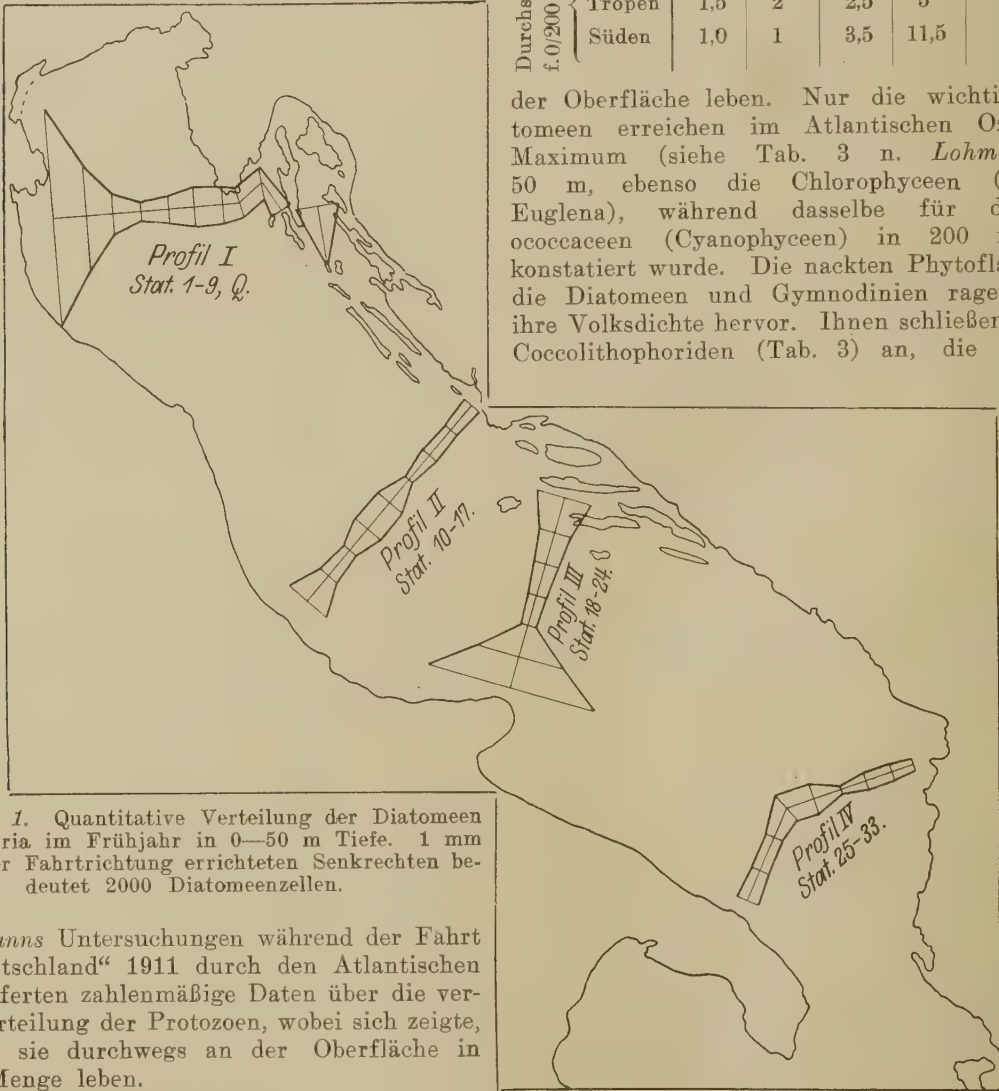 Durchs
f. 0/200
Tropen 1,5 2 2,5 5
Süden 1,0 1 3,5 11,5
der Oberfläche leben. Nur die wichti
tomeen erreichen im Atlantischen O
Maximum (siehe Tab. 3 n. Lohm
50 m, ebenso die Chlorophyceen (
Euglena), während dasselbe für d
ococcaceen (Cyanophyceen) in 200
konstatiert wurde. Die nackten Phytofl
die Diatomeen und Gymnodinien rage
ihre Volksdichte hervor. Ihnen schließen
Coccolithophoriden (Tab. 3) an, die
Profil I
Stat. 1-9, Q.
Profil II
Stat. 10-17.
Profil III
Stat. 18-24.
Profil IV
Stat. 25-33.
1. Quantitative Verteilung der Diatomeen
ria im Frühjahr in 0—50 m Tiefe. 1 mm
r Fahrtrichtung errichteten Senkrechten be-
deutet 2000 Diatomeenzellen.
anns Untersuchungen während der Fahrt
tschland“ 1911 durch den Atlantischen
ferten zahlenmäßige Daten über die ver-
rteilung der Protozoen, wobei sich zeigte,
sie durchwegs an der Oberfläche in
Menge leben.